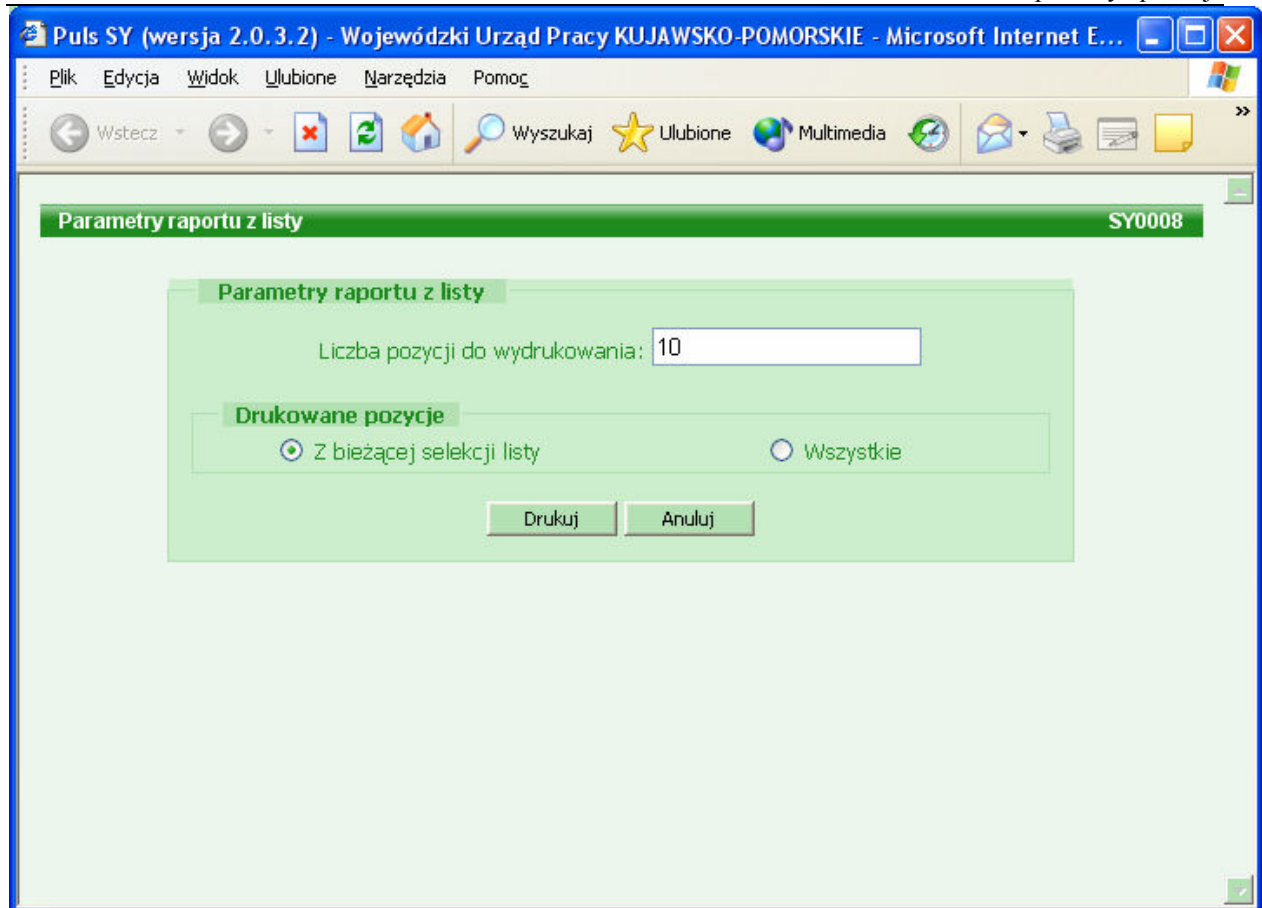 Puls SY (wersja 2.0.3.2) - Wojewódzki Urząd Pracy KUJAWSKO-POMORSKIE - Microsoft Internet E...
Plik Edycja Widok Ulubione Narzędzia Pomoc
Wstecz Wyszukaj Ulubione Multimedia »
Parametry raportu z listy SY0008
Parametry raportu z listy
Liczba pozycji do wydrukowania: 10
Drukowane pozycje
Z bieżącej selekcji listy Wszystkie
Drukuj Anuluj